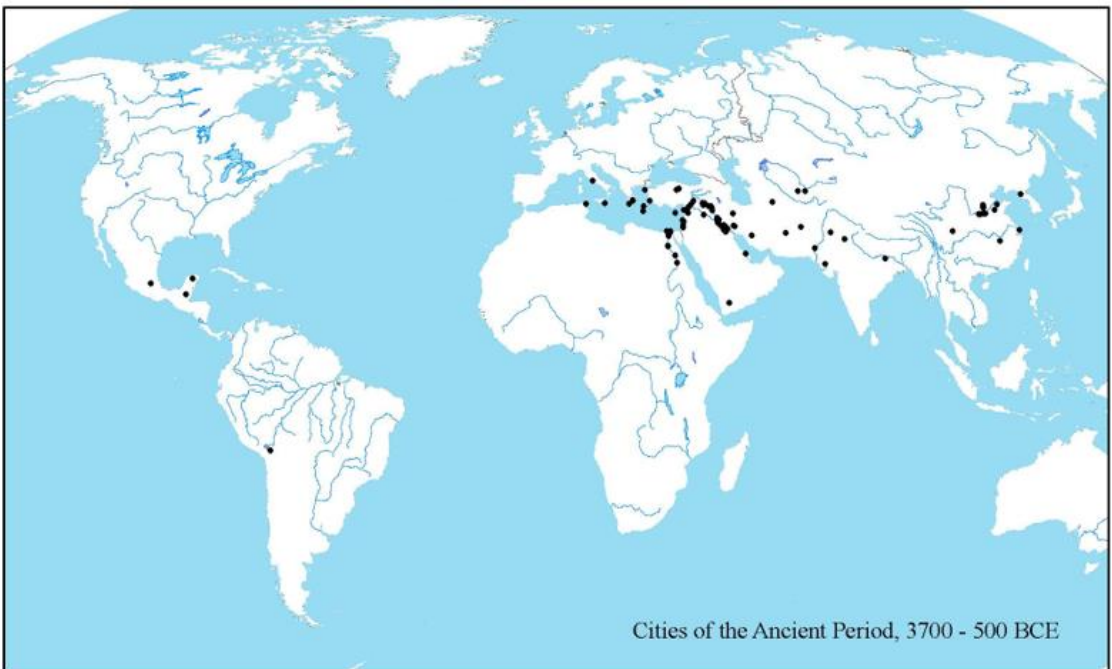 Cities of the Ancient Period, 3700 - 500 BCE